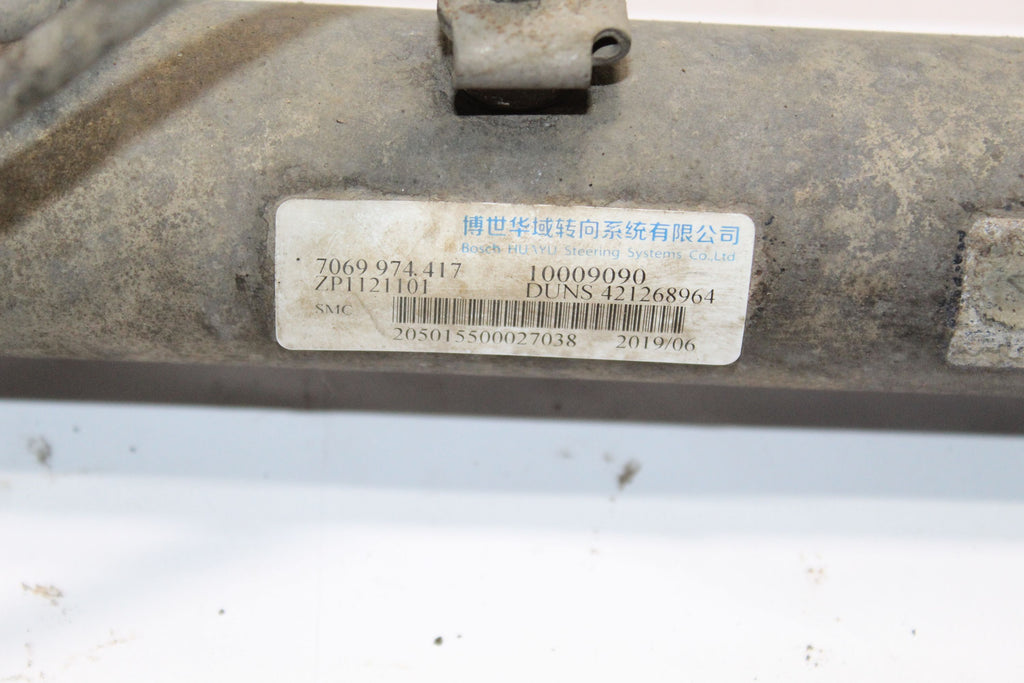 博世华域转向系统有限公司
Bosch HUAYU Steering Systems Co.,Ltd
7069 974.417 10009090
ZP1121101 DUNS 421268964
SMC
205015500027038 2019/06